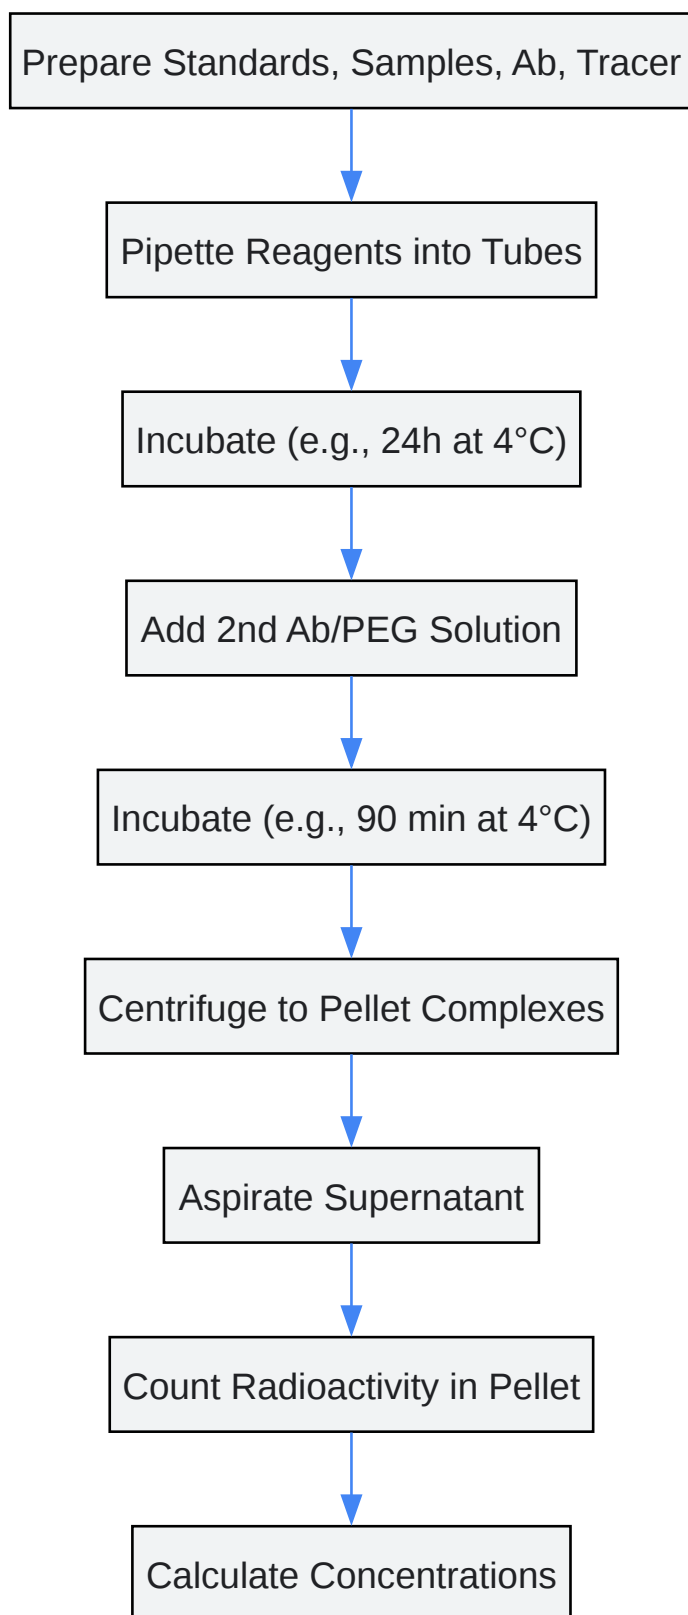 Prepare Standards, Samples, Ab, Tracer
Pipette Reagents into Tubes
Incubate (e.g., 24h at 4°C)
Add 2nd Ab/PEG Solution
Incubate (e.g., 90 min at 4°C)
Centrifuge to Pellet Complexes
Aspirate Supernatant
Count Radioactivity in Pellet
Calculate Concentrations